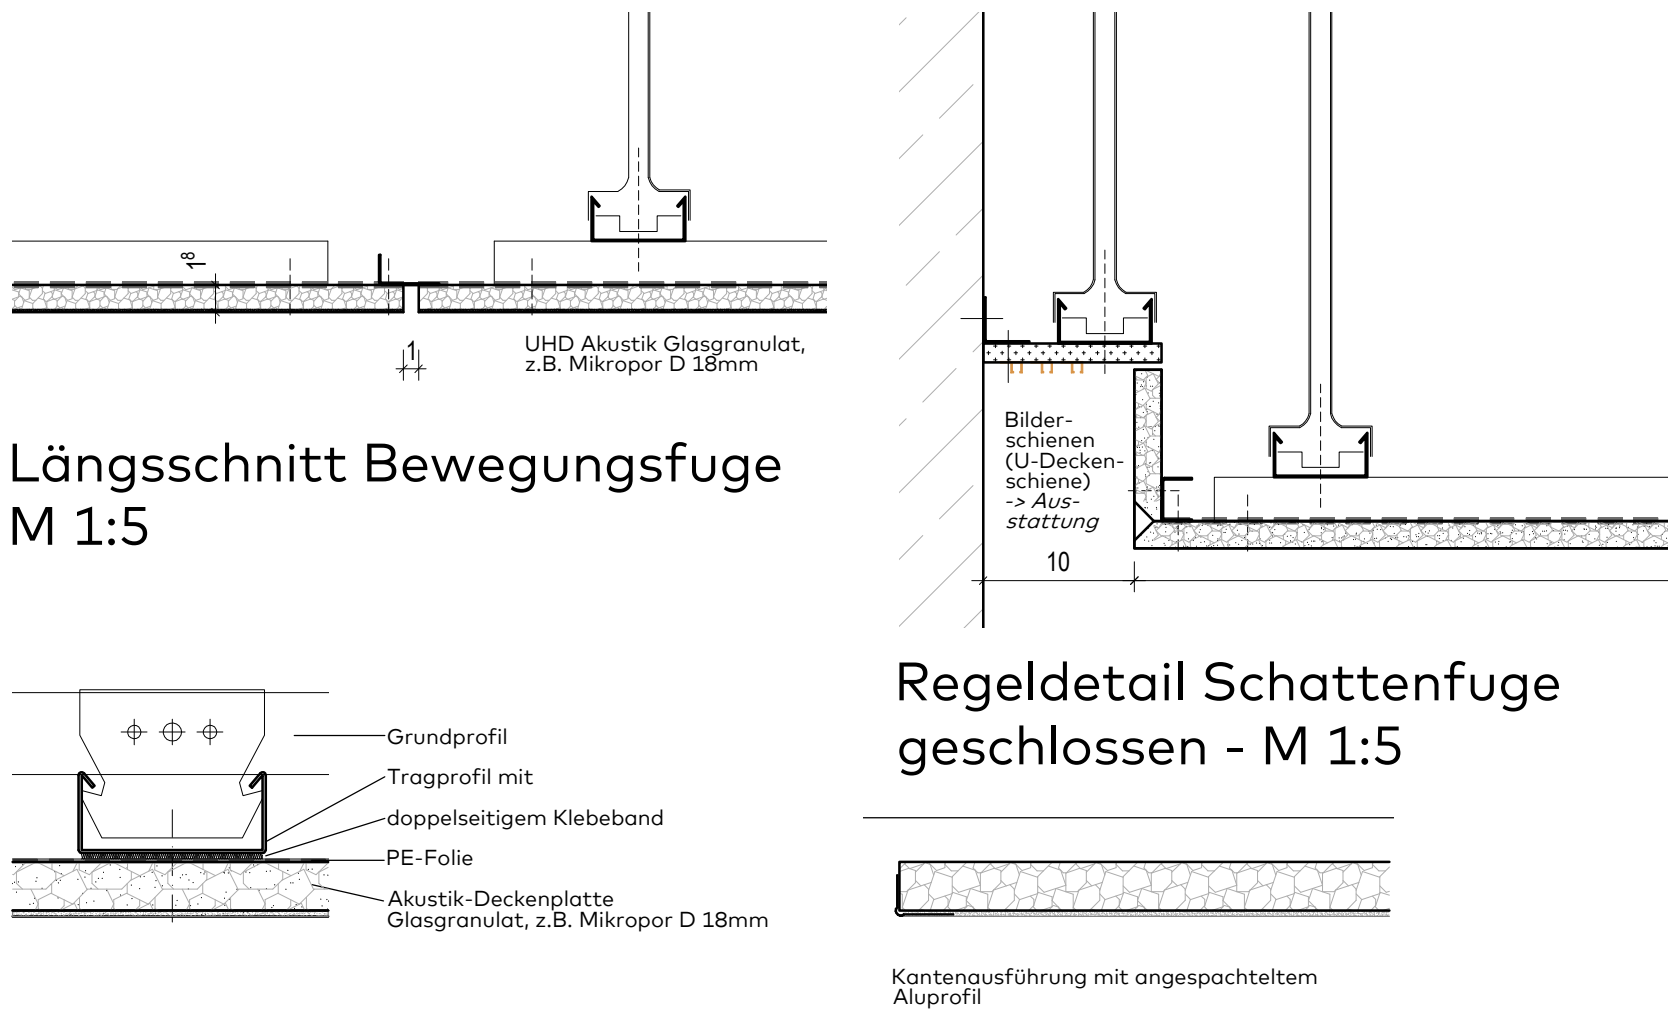 1⁸
1
UHD Akustik Glasgranulat,
z.B. Mikropor D 18mm
Längsschnitt Bewegungsfuge
M 1:5
Bilder-
schienen
(U-Decken-
schiene)
-> Aus-
stattung
10
Regeldetail Schattenfuge
geschlossen - M 1:5
Grundprofil
Tragprofil mit
doppelseitigem Klebeband
PE-Folie
Akustik-Deckenplatte
Glasgranulat, z.B. Mikropor D 18mm
Kantenausführung mit angespachteltem
Aluprofil